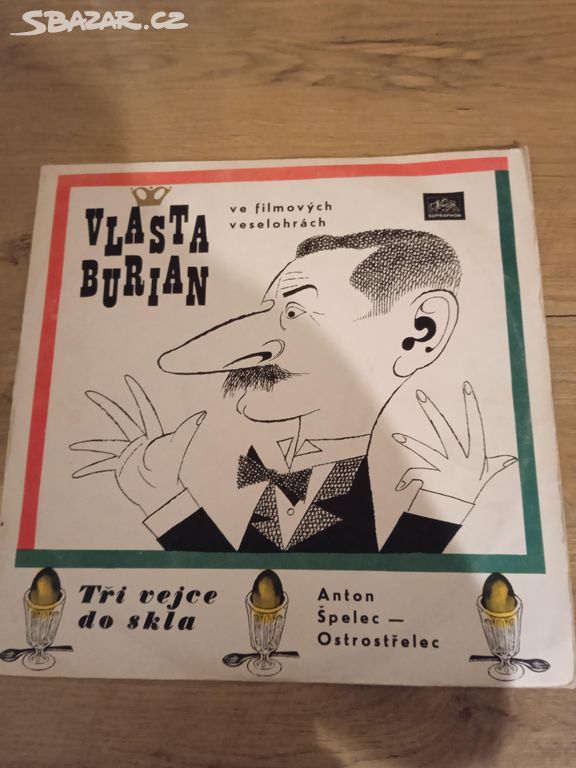 SBAZAR.CZ
VLASTA
BURIAN
ve filmových
veselohrách
SUPRAPHON
Tři vejce
do skla
Anton
Špelec —
Ostrostřelec